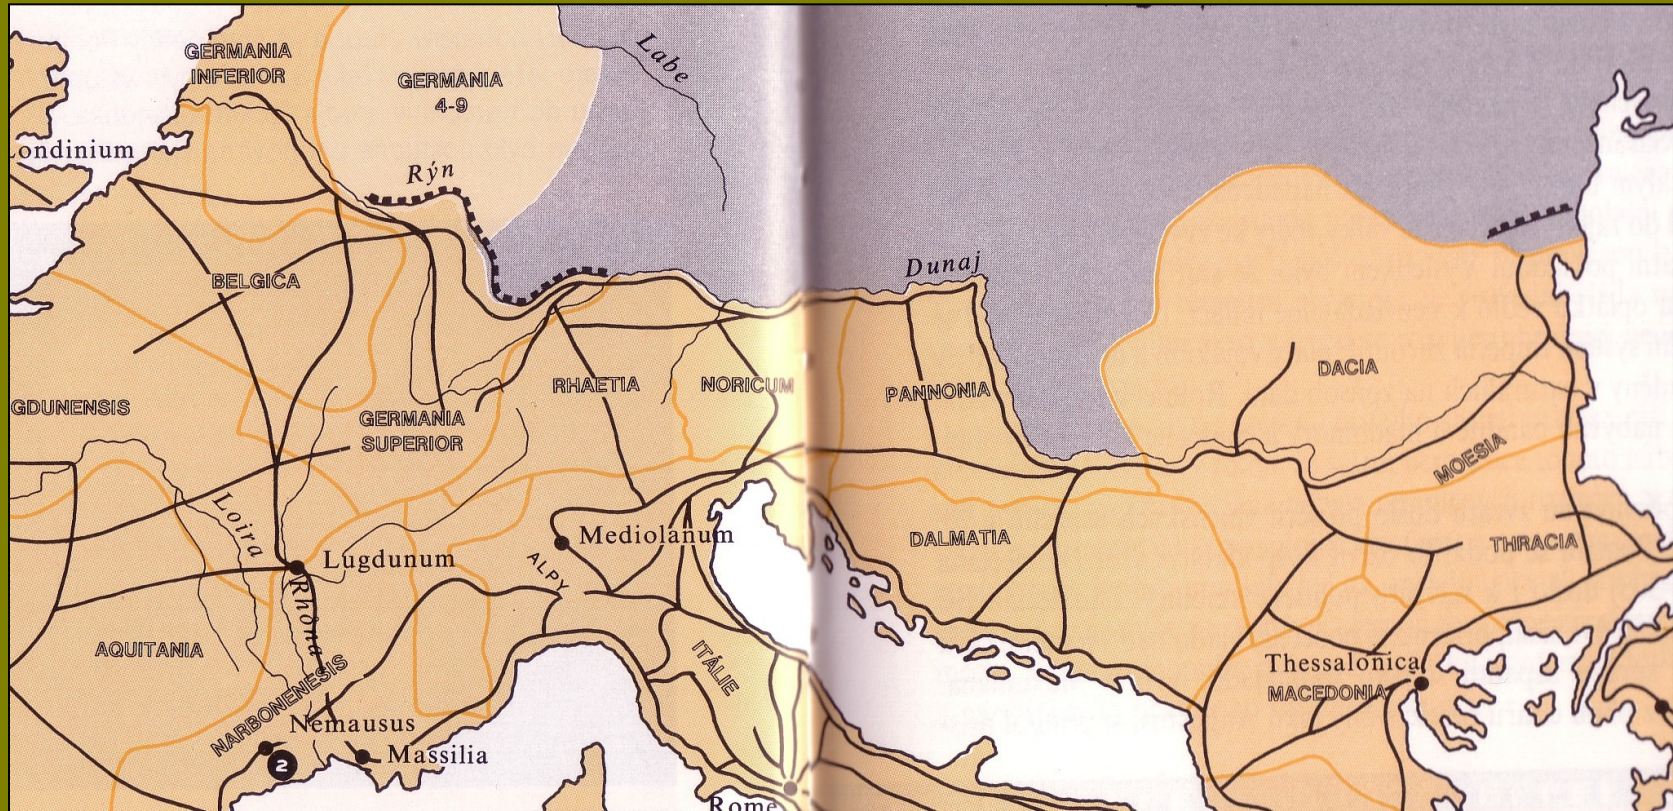 GERMANIA
INFERIOR
GERMANIA
4-9
Labe
Londinium
Rýn
BELGICA
Dunaj
GDUNENSIS
GERMANIA
SUPERIOR
RHAETIA
NORICUM
PANNONIA
DACIA
MOESIA
Loira
Lugdunum
Mediolanum
ALPY
DALMATIA
THRACIA
Rhôna
AQUITANIA
ITÁLIE
Thessalonica
MACEDONIA
NARBONENESIS
Nemausus
Massilia
2
Rome